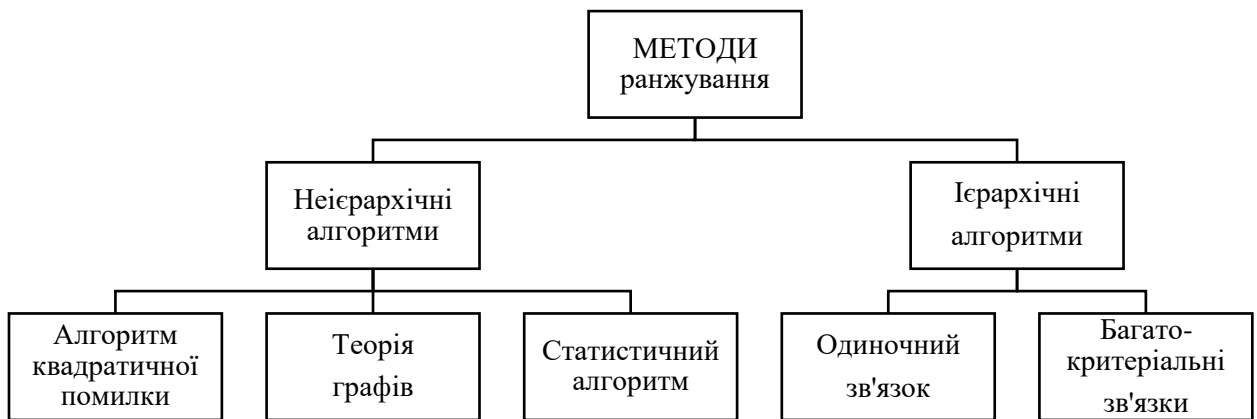 МЕТОДИ
ранжування
Неієрархічні
алгоритми
Ієрархічні
алгоритми
Алгоритм
квадратичної
помилки
Теорія
графів
Статистичний
алгоритм
Одиночний
зв'язок
Багато-
критеріальні
зв'язки